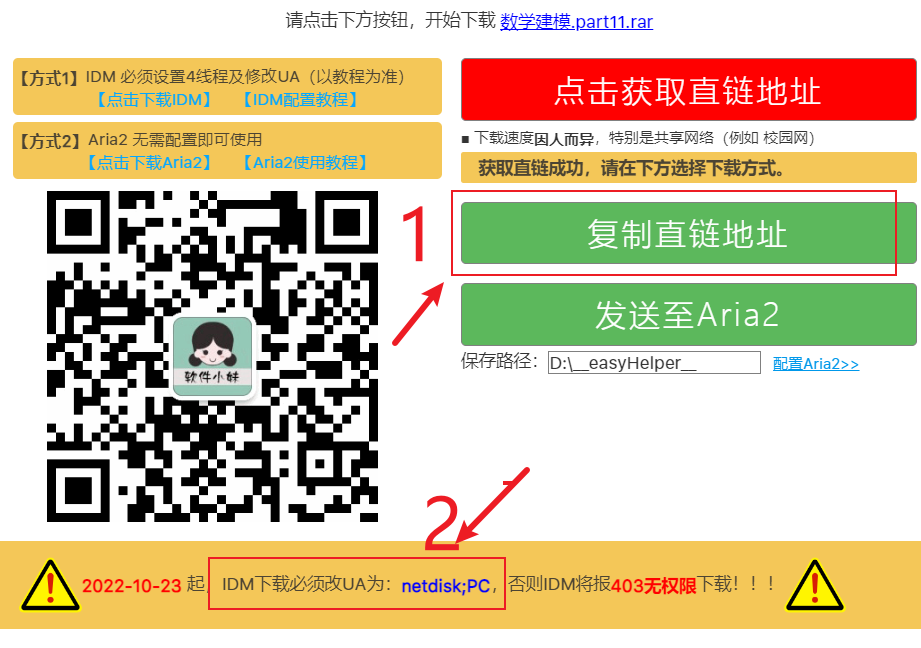 请点击下方按钮，开始下载 数学建模.part11.rar
【方式1】IDM 必须设置4线程及修改UA（以教程为准）
【点击下载IDM】 【IDM配置教程】
【方式2】Aria2 无需配置即可使用
【点击下载Aria2】 【Aria2使用教程】
软件小妹
点击获取直链地址
■ 下载速度因人而异，特别是共享网络（例如 校园网）
获取直链成功，请在下方选择下载方式。
1
复制直链地址
发送至Aria2
保存路径： D:\__easyHelper__ 配置Aria2>>
2
2022-10-23 起，IDM下载必须改UA为：netdisk;PC，否则IDM将报403无权限下载！！！